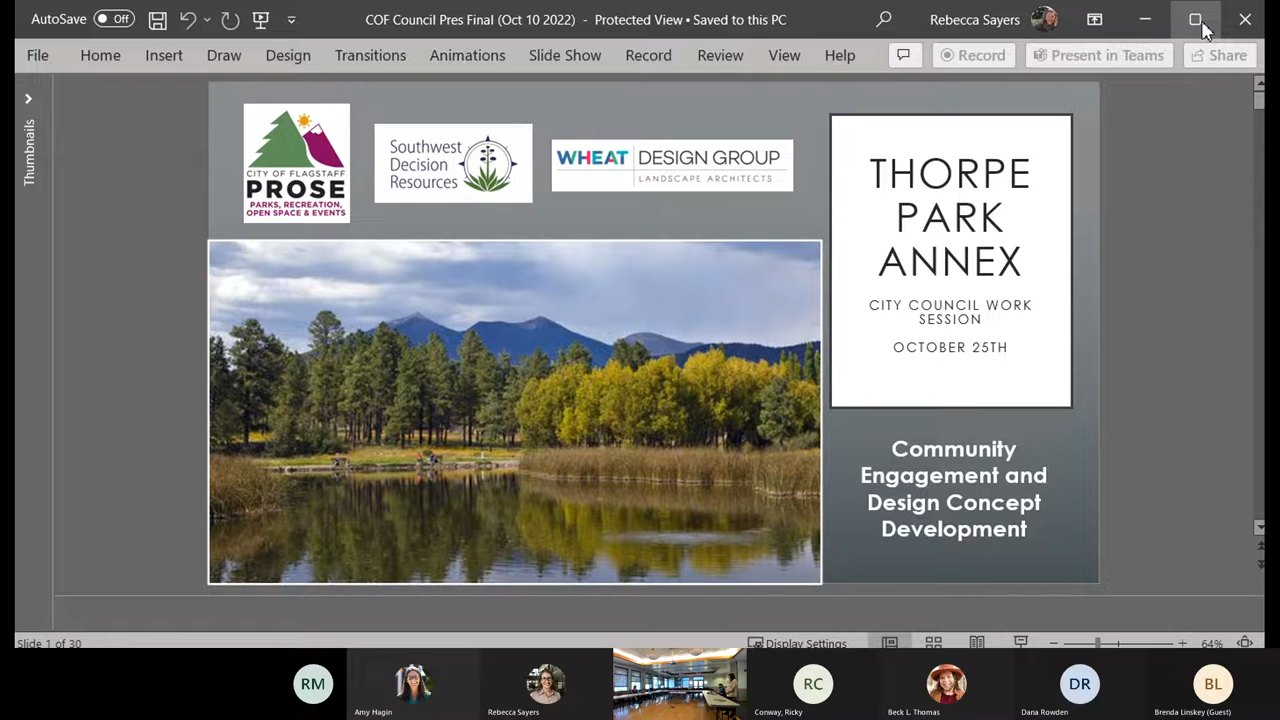 AutoSave Off
COF Council Pres Final (Oct 10 2022) - Protected View • Saved to this PC
Rebecca Sayers
File Home Insert Draw Design Transitions Animations Slide Show Record Review View Help
Record Present in Teams Share
Thumbnails
CITY OF FLAGSTAFF
PROSE
PARKS, RECREATION,
OPEN SPACE & EVENTS
Southwest
Decision
Resources
WHEAT DESIGN GROUP
LANDSCAPE ARCHITECTS
THORPE
PARK
ANNEX
CITY COUNCIL WORK
SESSION
OCTOBER 25TH
Community
Engagement and
Design Concept
Development
Slide 1 of 30
Display Settings
64%
RM
Amy Hagin
Rebecca Sayers
RC
Conway, Ricky
Beck L. Thomas
DR
Dana Rowden
BL
Brenda Linskey (Guest)